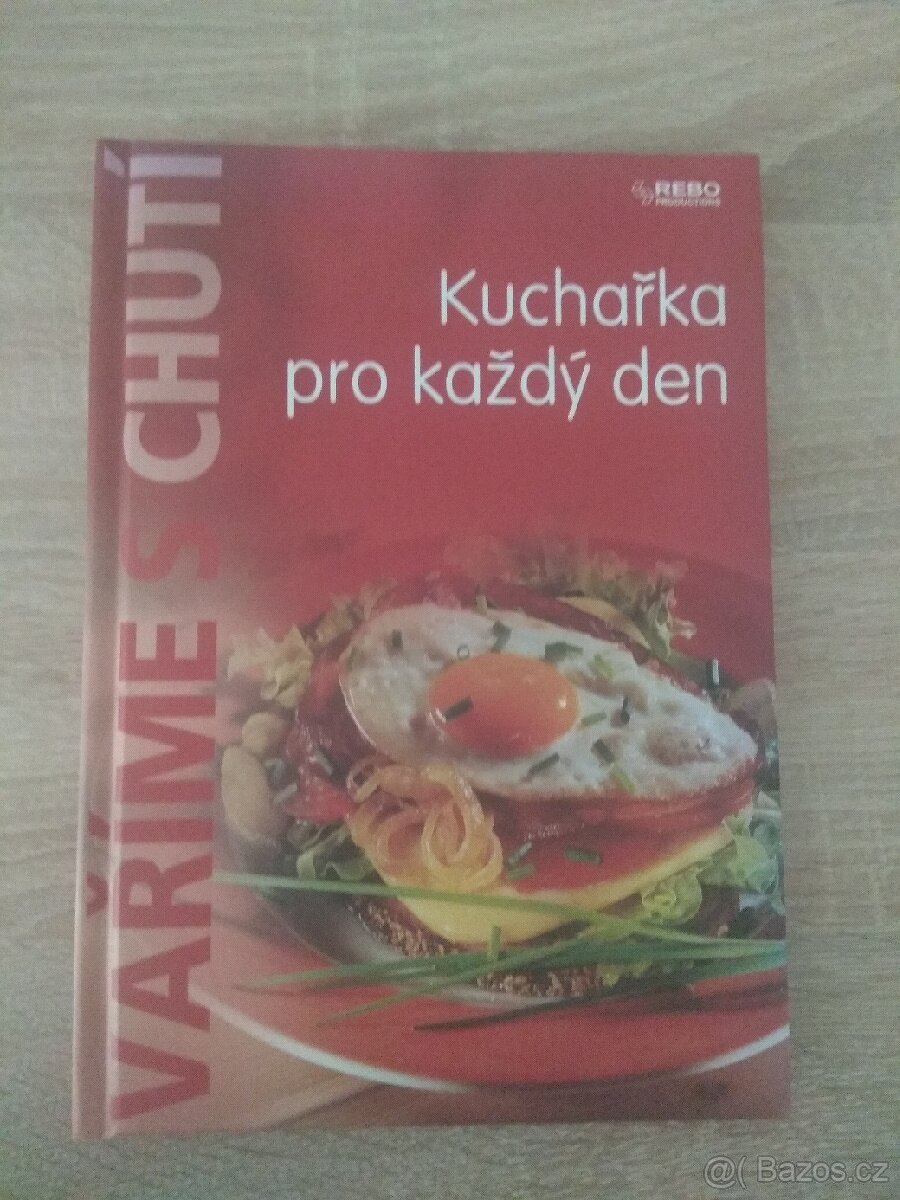 REBO
PRODUCTIONS
Kuchařka
pro každý den
VAŘÍME S CHUTÍ
@( Bazos.cz